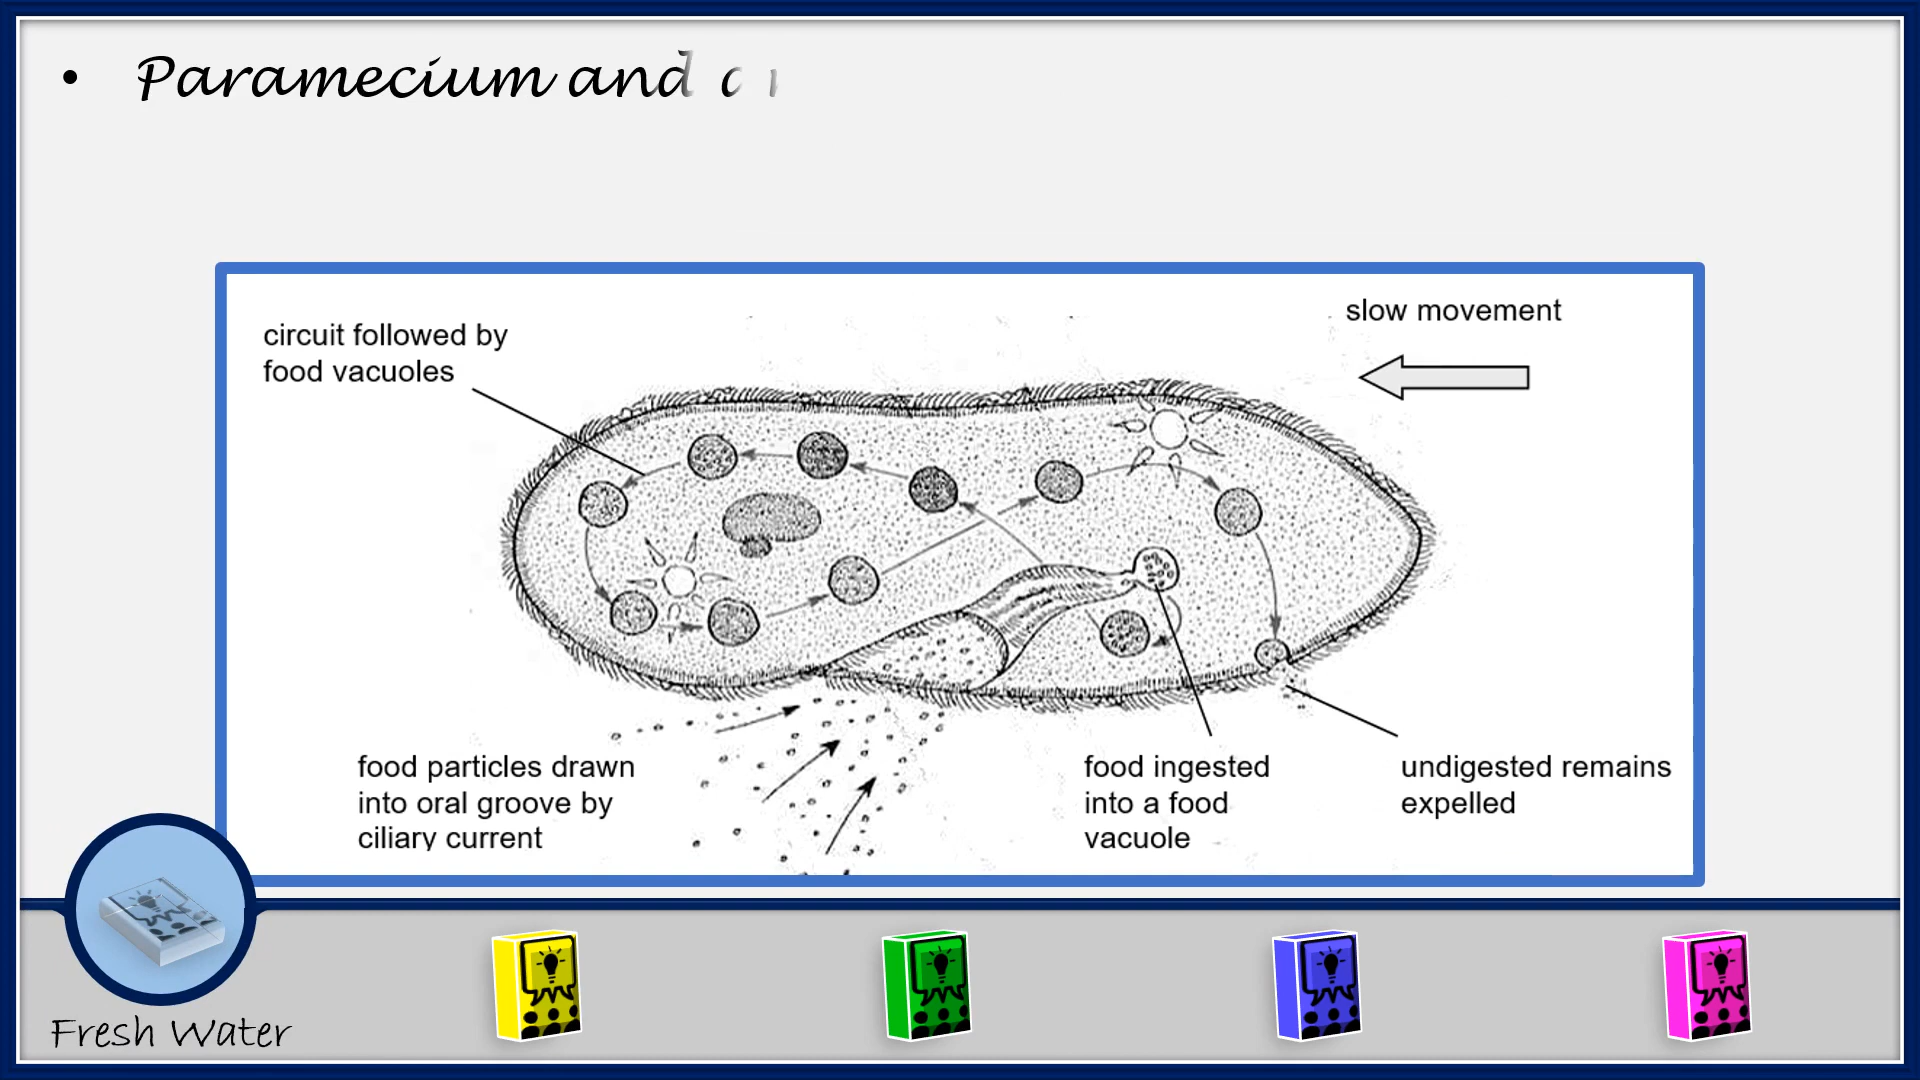 • Paramecium and
slow movement
circuit followed by
food vacuoles
food particles drawn
into oral groove by
ciliary current
food ingested
into a food
vacuole
undigested remains
expelled
Fresh Water